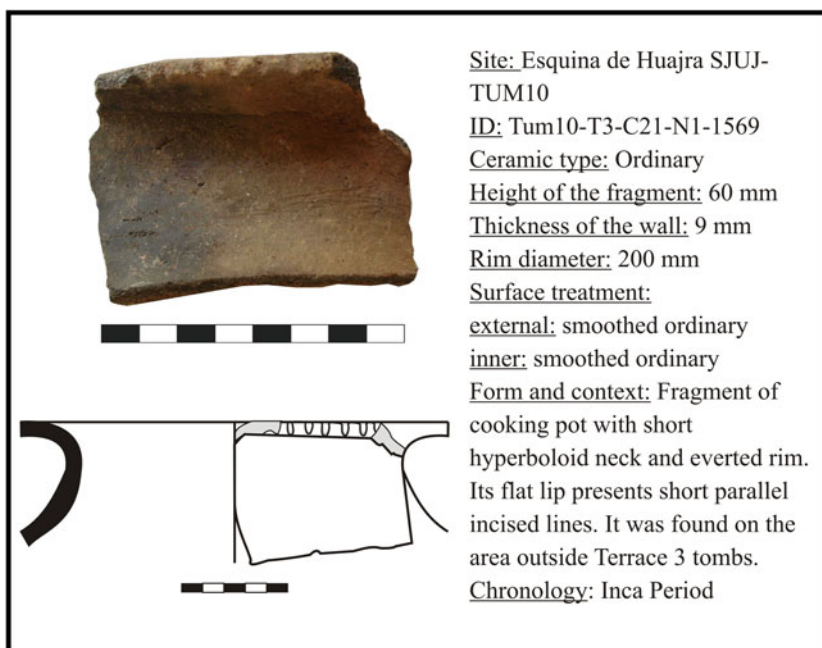 Site: Esquina de Huajra SJUJ-
TUM10
ID: Tum10-T3-C21-N1-1569
Ceramic type: Ordinary
Height of the fragment: 60 mm
Thickness of the wall: 9 mm
Rim diameter: 200 mm
Surface treatment:
external: smoothed ordinary
inner: smoothed ordinary
Form and context: Fragment of
cooking pot with short
hyperboloid neck and everted rim.
Its flat lip presents short parallel
incised lines. It was found on the
area outside Terrace 3 tombs.
Chronology: Inca Period